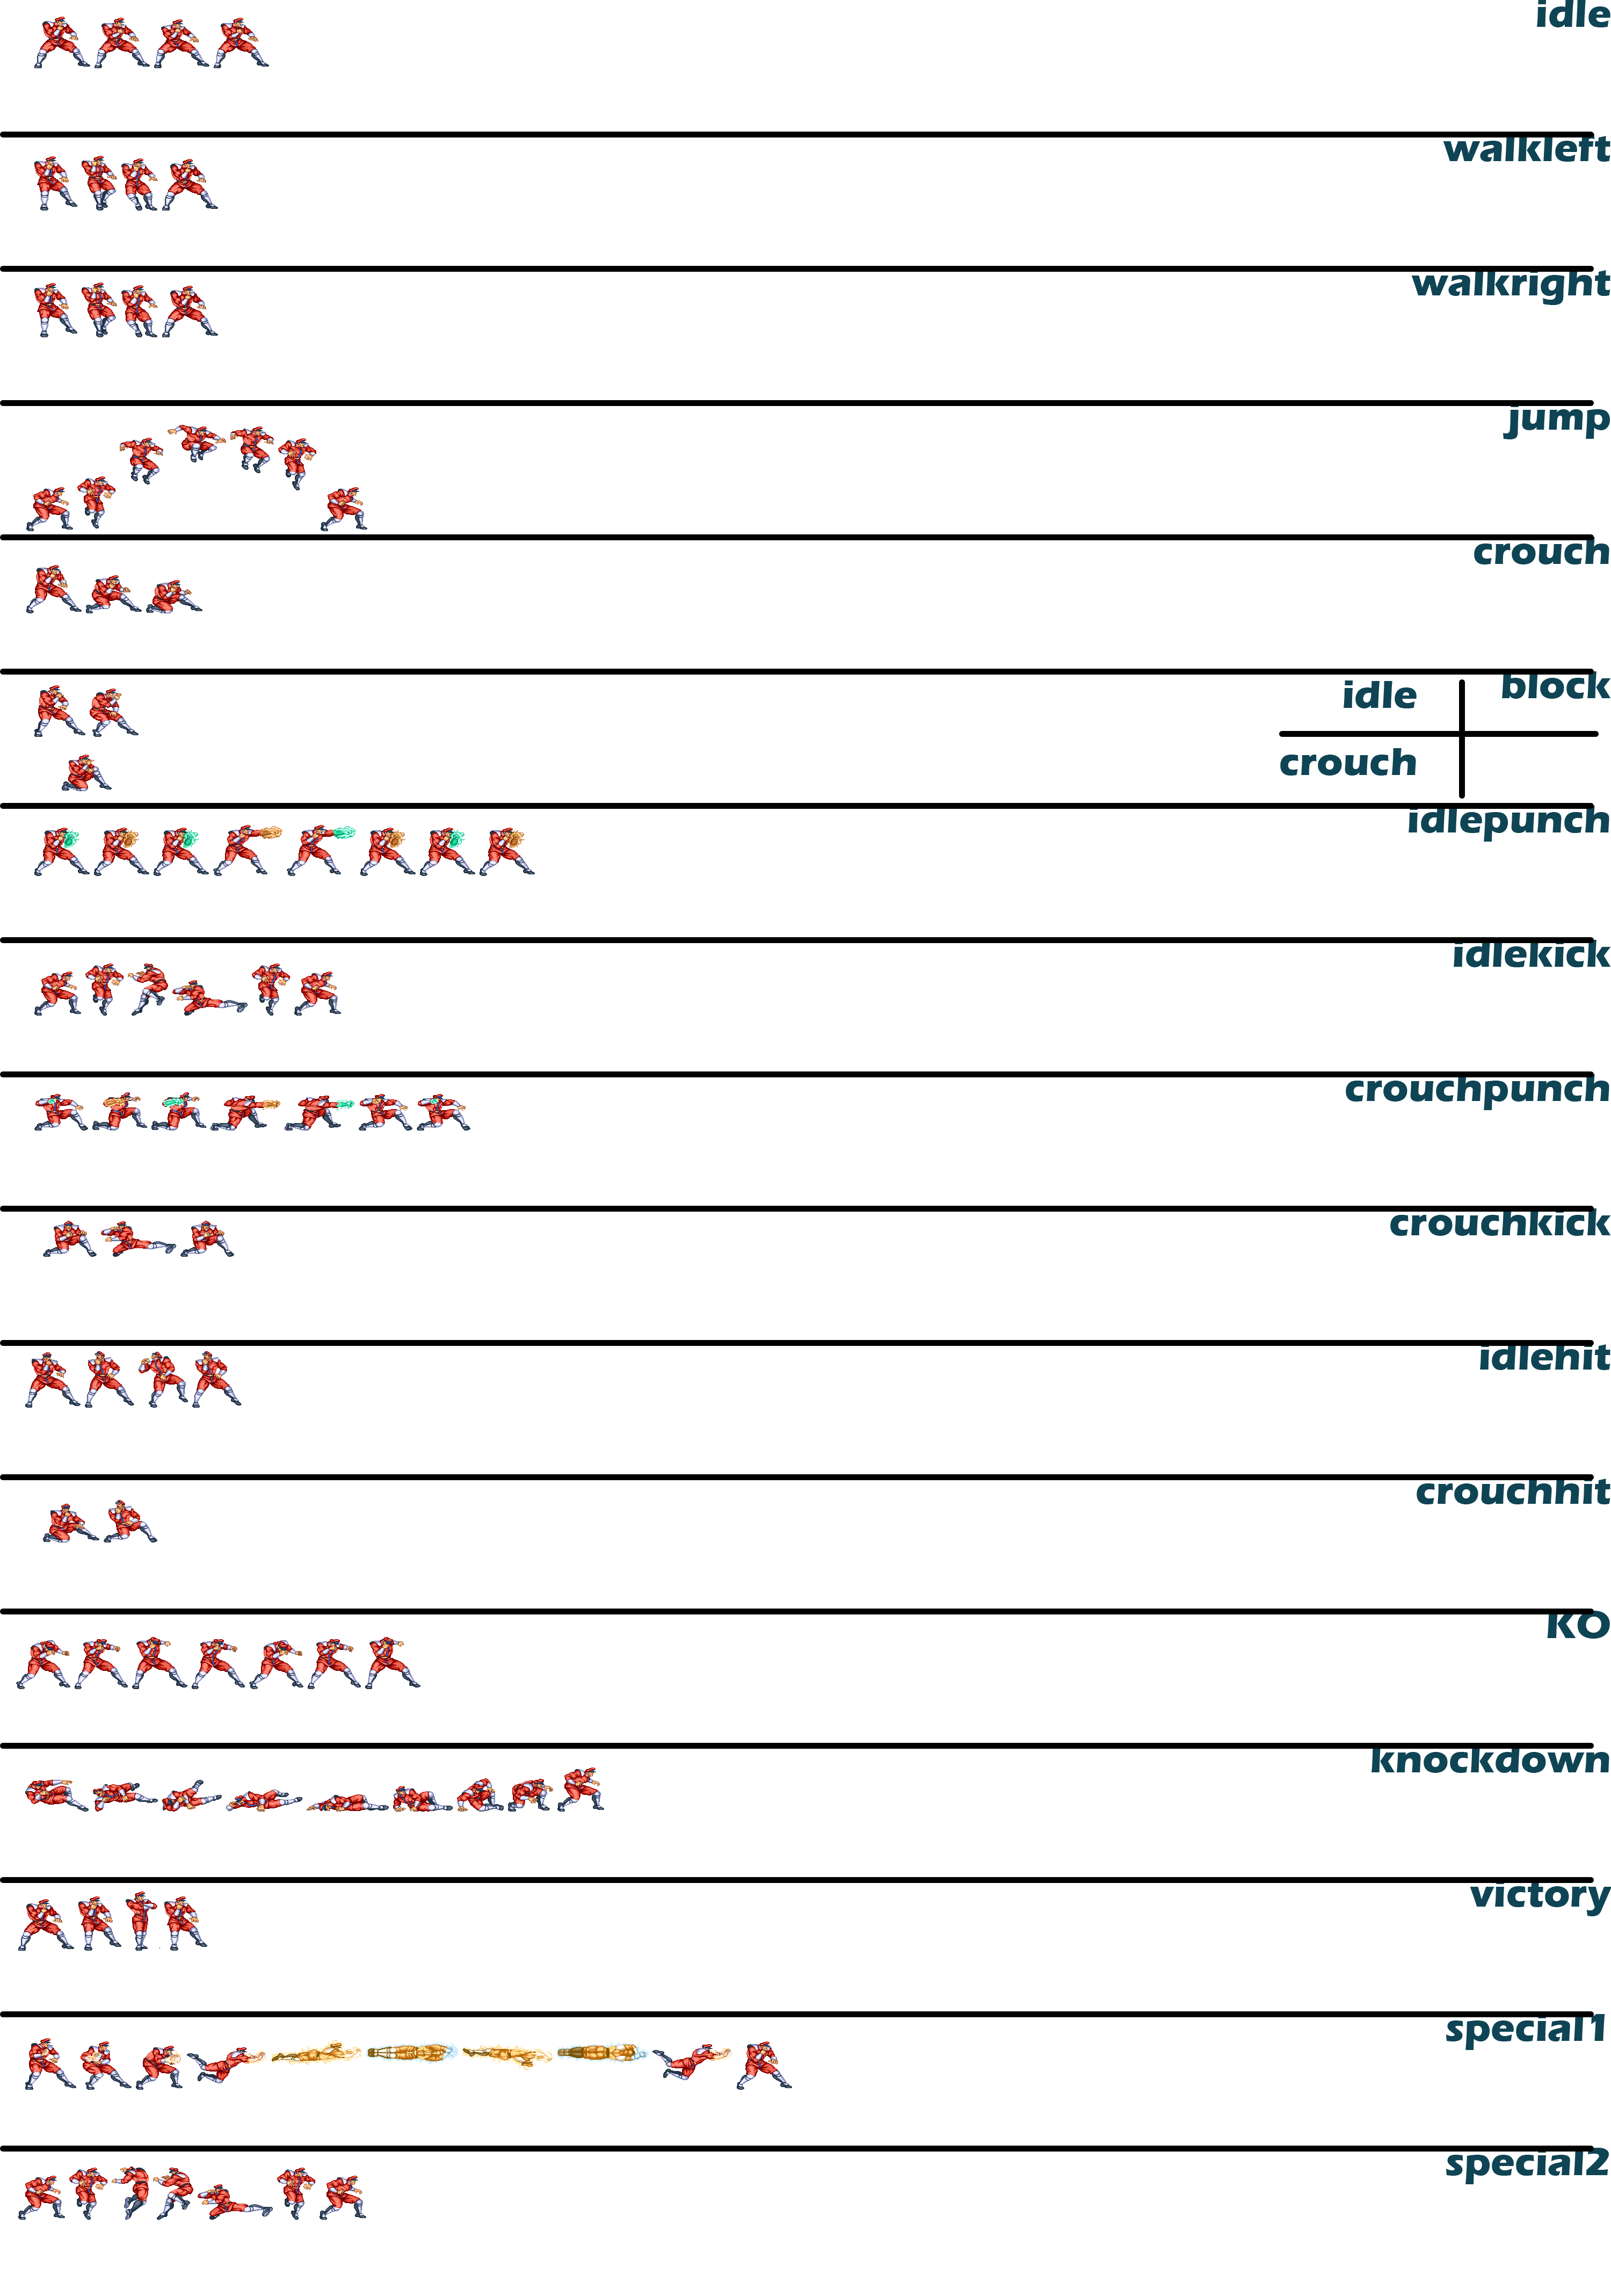 idle
walkleft
walkright
jump
crouch
block
idle
crouch
idlepunch
idlekick
crouchpunch
crouchkick
idlehit
crouchhit
KO
knockdown
victory
special1
special2